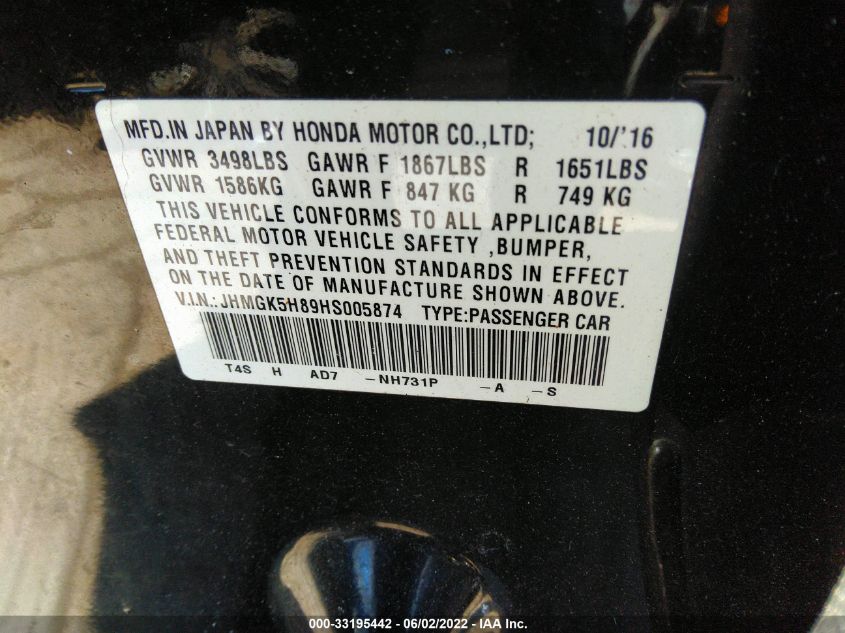 MFD.IN JAPAN BY HONDA MOTOR CO.,LTD; 10/'16
GVWR 3498LBS GAWR F 1867LBS R 1651LBS
GVWR 1586KG GAWR F 847 KG R 749 KG
THIS VEHICLE CONFORMS TO ALL APPLICABLE
FEDERAL MOTOR VEHICLE SAFETY ,BUMPER,
AND THEFT PREVENTION STANDARDS IN EFFECT
ON THE DATE OF MANUFACTURE SHOWN ABOVE.
V.I.N.:JHMGK5H89HS005874 TYPE:PASSENGER CAR
T4S H AD7 -NH731P -A -S
000-33195442 - 06/02/2022 - IAA Inc.